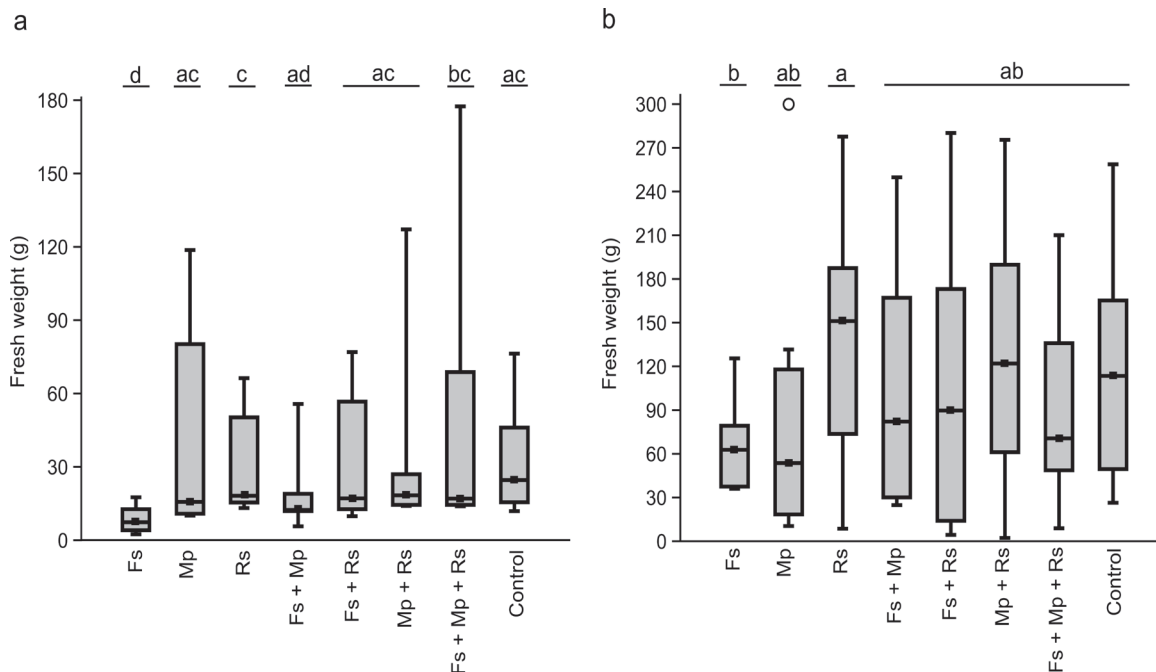 a
d ac c ad ac bc ac
180
150
120
90
60
30
0
Fresh weight (g)
Fs
Mp
Rs
Fs + Mp
Fs + Rs
Mp + Rs
Fs + Mp + Rs
Control
b
b ab a ab
300
270
240
210
180
150
120
90
60
30
0
Fresh weight (g)
Fs
Mp
Rs
Fs + Mp
Fs + Rs
Mp + Rs
Fs + Mp + Rs
Control